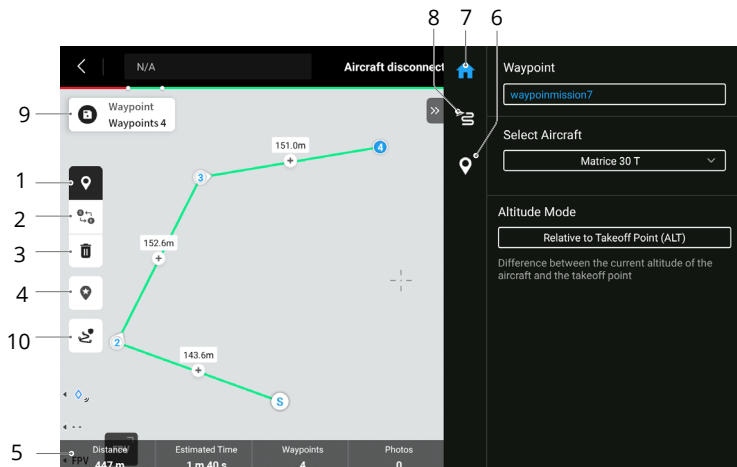 8
7
6
N/A
Aircraft disconnect
Waypoint
waypoinmission7
9
Waypoint
Waypoints 4
»
Select Aircraft
Matrice 30 T
151.0m
4
3
1
2
3
4
10
Altitude Mode
Relative to Takeoff Point (ALT)
Difference between the current altitude of the
aircraft and the takeoff point
152.6m
2
143.6m
S
5
FPV
FPV
Distance
Estimated Time
Waypoints
Photos
447 m
1 m 40 s
4
0